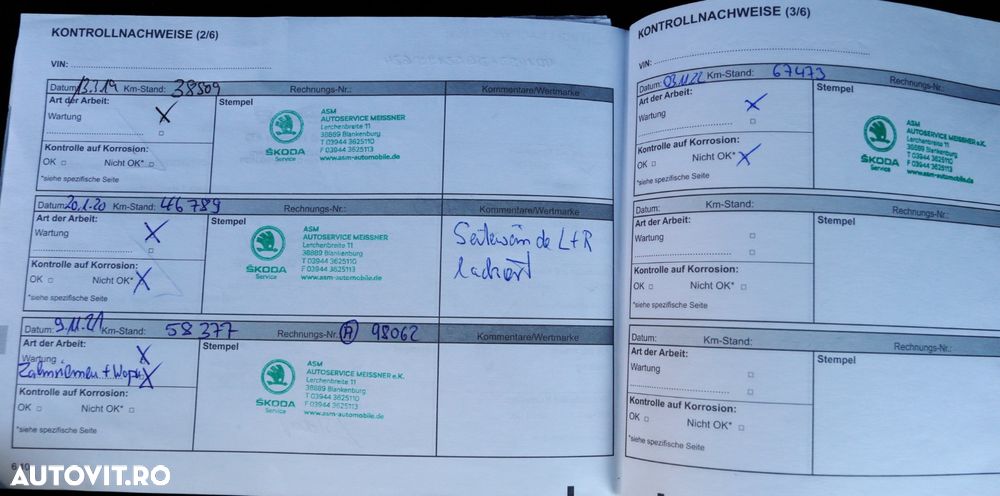 KONTROLLNACHWEISE (2/6)
VIN:
Datum: 13.3.19 Km-Stand: 38509 Rechnungs-Nr.: Kommentare/Wertmarke
Art der Arbeit: Stempel
Wartung X
Kontrolle auf Korrosion:
OK □ Nicht OK* □
*siehe spezifische Seite
ŠKODA
Service
ASM
AUTOSERVICE MEISSNER
Lerchenbreite 11
38889 Blankenburg
T 03944 3625110
F 03944 3625113
www.asm-automobile.de
Datum: 20.1.20 Km-Stand: 46789 Rechnungs-Nr.: Kommentare/Wertmarke
Art der Arbeit: Stempel
Wartung X
Kontrolle auf Korrosion:
OK □ Nicht OK* X
*siehe spezifische Seite
ŠKODA
Service
ASM
AUTOSERVICE MEISSNER
Lerchenbreite 11
38889 Blankenburg
T 03944 3625110
F 03944 3625113
www.asm-automobile.de
Seitewände L+R
lackiert
Datum: 9.11.21 Km-Stand: 58377 Rechnungs-Nr. A 98062 Kommentare/Wertmarke
Art der Arbeit: Stempel
Wartung X
Zahnriemen + Wapu X
Kontrolle auf Korrosion:
OK □ Nicht OK* □
*siehe spezifische Seite
ŠKODA
Service
ASM
AUTOSERVICE MEISSNER e.K.
Lerchenbreite 11
38889 Blankenburg
T 03944 3625110
F 03944 3625113
www.asm-automobile.de
KONTROLLNACHWEISE (3/6)
VIN:
Datum: 03.11.22 Km-Stand: 67473 Rechnungs-Nr.
Art der Arbeit: Stempel
Wartung X
Kontrolle auf Korrosion:
OK □ Nicht OK* X
*siehe spezifische Seite
ŠKODA
Service
ASM
AUTOSERVICE MEISSNER e.K.
Lerchenbreite 11
38889 Blankenburg
T 03944 3625110
F 03944 3625113
www.asm-automobile.de
Datum: Km-Stand:
Art der Arbeit: Stempel
Wartung □
Kontrolle auf Korrosion:
OK □ Nicht OK* □
*siehe spezifische Seite
Datum: Km-Stand:
Art der Arbeit: Stempel
Wartung □
Kontrolle auf Korrosion:
OK □ Nicht OK* □
*siehe spezifische Seite
AUTOVIT.RO